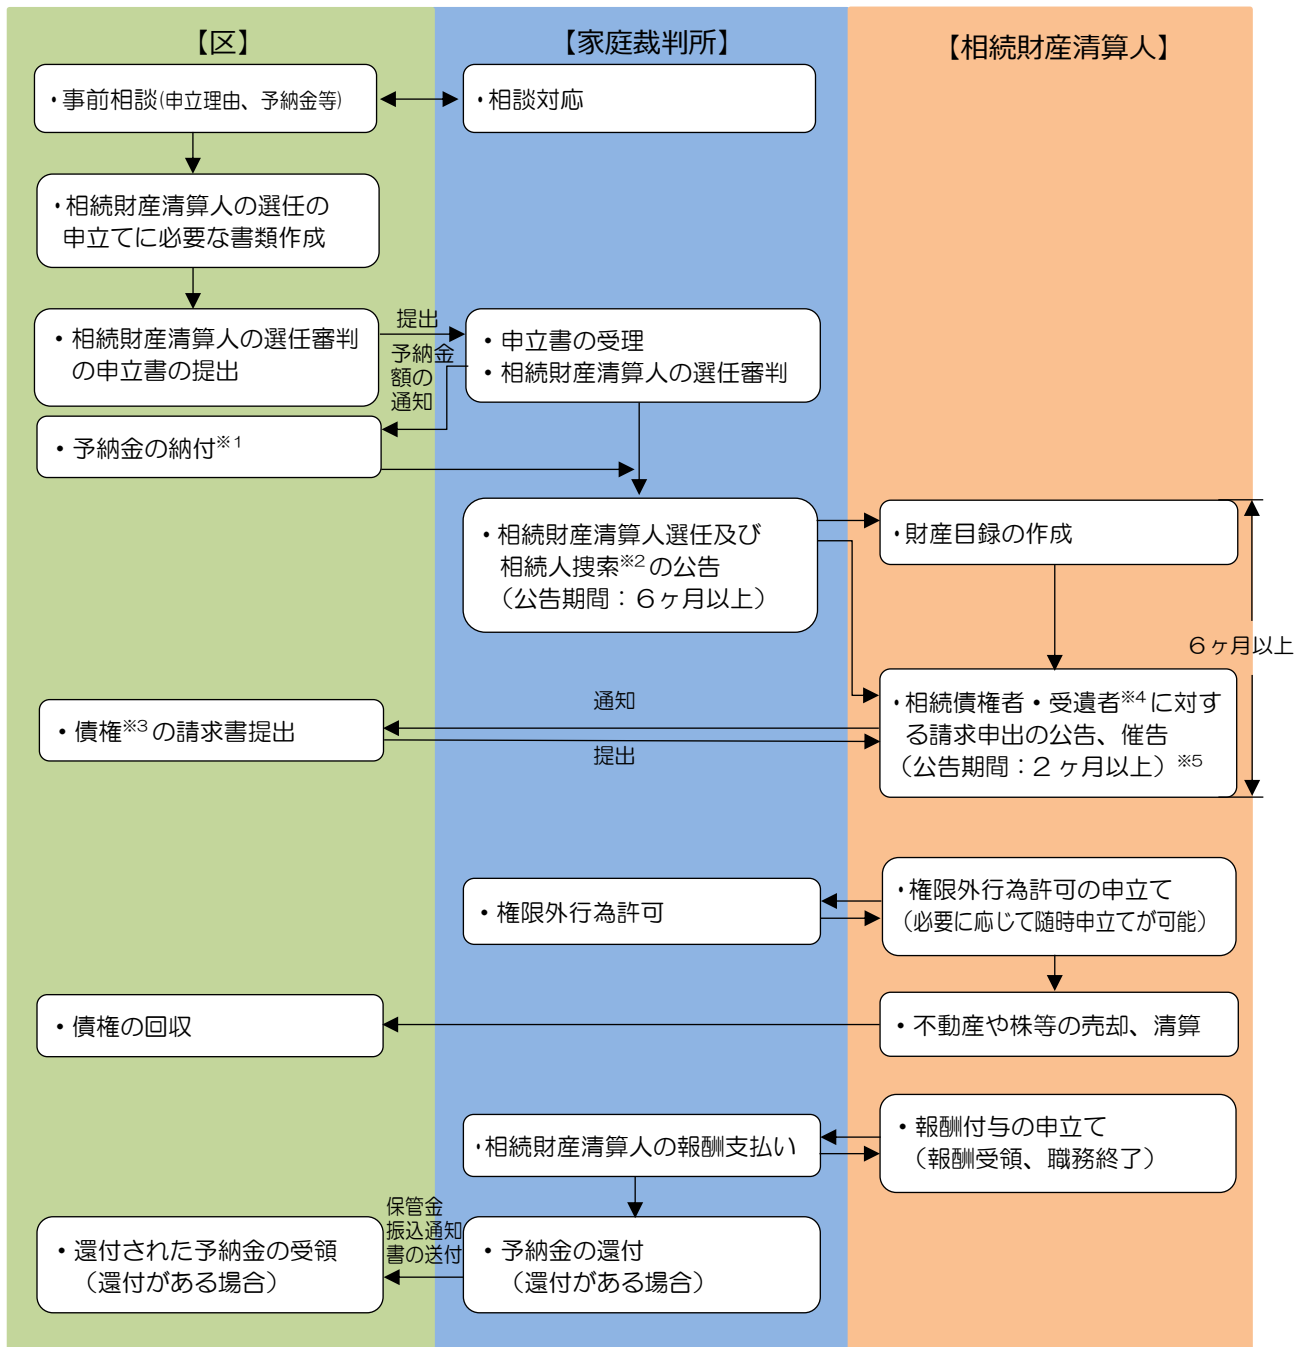 【区】
【家庭裁判所】
【相続財産清算人】
・事前相談(申立理由、予納金等)
・相談対応
・相続財産清算人の選任の
申立てに必要な書類作成
・相続財産清算人の選任審判
の申立書の提出
提出
予納金
額の
通知
・申立書の受理
・相続財産清算人の選任審判
・予納金の納付※1
・相続財産清算人選任及び
相続人捜索※2の公告
(公告期間:6ヶ月以上)
・財産目録の作成
6ヶ月以上
・債権※3の請求書提出
通知
提出
・相続債権者・受遺者※4に対す
る請求申出の公告、催告
(公告期間:2ヶ月以上)※5
・権限外行為許可
・権限外行為許可の申立て
(必要に応じて随時申立てが可能)
・債権の回収
・不動産や株等の売却、清算
・相続財産清算人の報酬支払い
・報酬付与の申立て
(報酬受領、職務終了)
・還付された予納金の受領
(還付がある場合)
保管金
振込通知
書の送付
・予納金の還付
(還付がある場合)